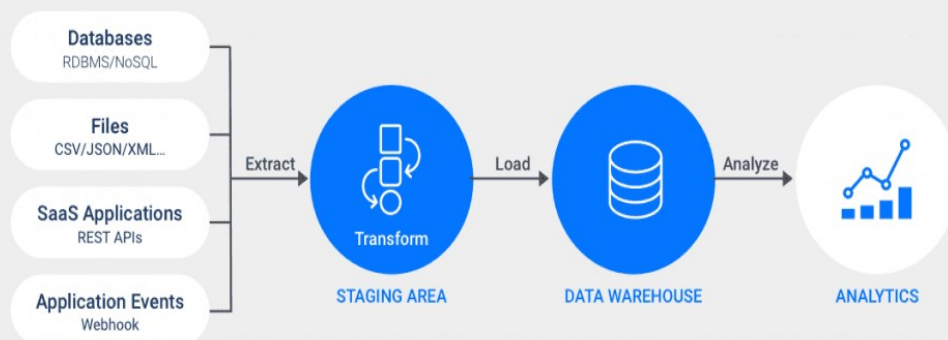 Databases
RDBMS/NoSQL
Files
CSV/JSON/XML...
SaaS Applications
REST APIs
Application Events
Webhook
Extract
Transform
STAGING AREA
Load
DATA WAREHOUSE
Analyze
ANALYTICS